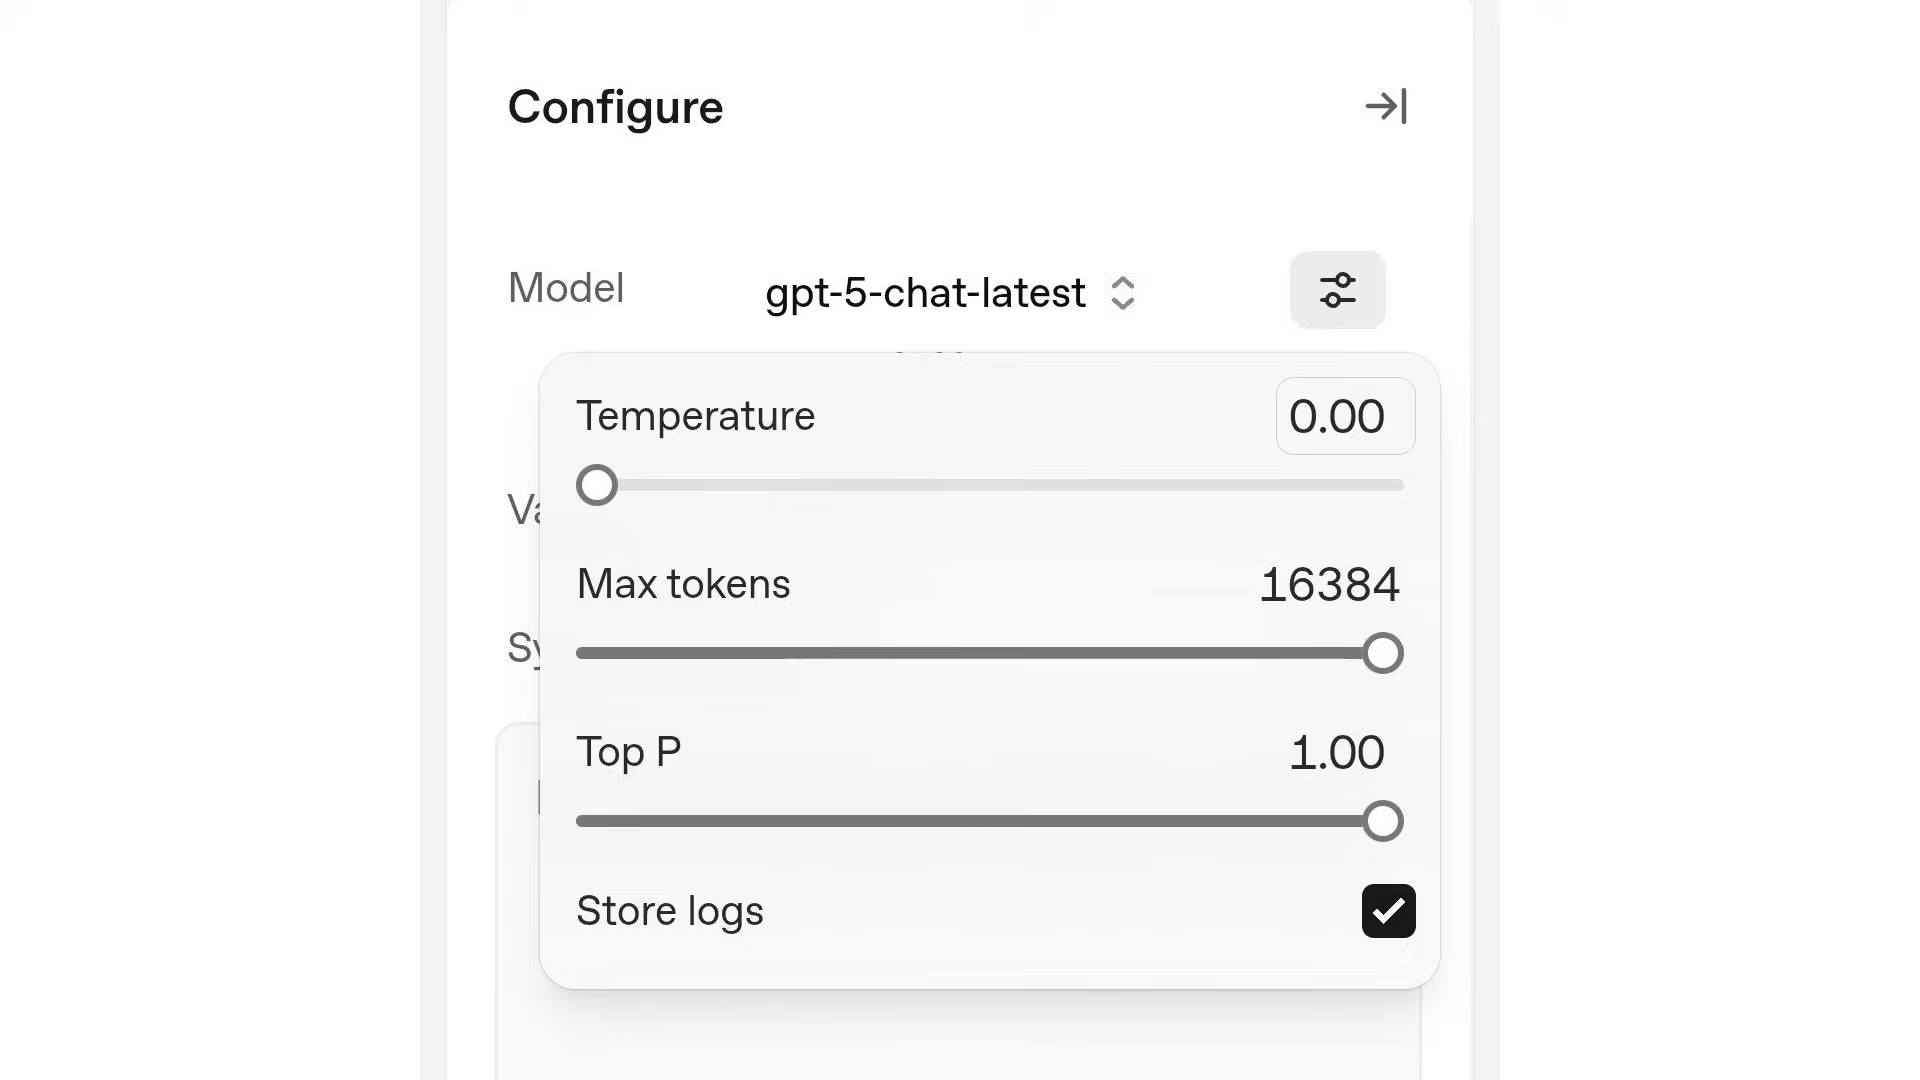 Configure
Model gpt-5-chat-latest
Temperature 0.00
Max tokens 16384
Top P 1.00
Store logs